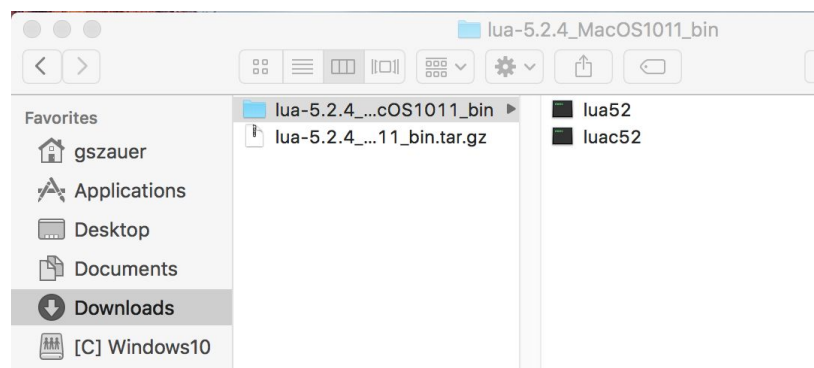 lua-5.2.4_MacOS1011_bin
Favorites
gszauer
Applications
Desktop
Documents
Downloads
[C] Windows10
lua-5.2.4_...cOS1011_bin
lua-5.2.4_...11_bin.tar.gz
lua52
luac52